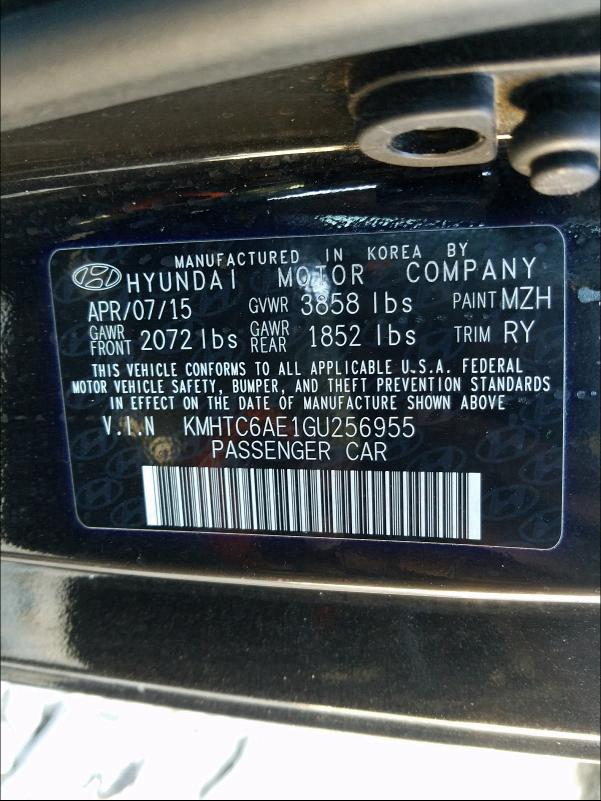 MANUFACTURED IN KOREA BY
HYUNDAI MOTOR COMPANY
APR/07/15 GVWR 3858 lbs PAINT MZH
GAWR FRONT 2072 lbs GAWR REAR 1852 lbs TRIM RY
THIS VEHICLE CONFORMS TO ALL APPLICABLE U.S.A. FEDERAL
MOTOR VEHICLE SAFETY, BUMPER, AND THEFT PREVENTION STANDARDS
IN EFFECT ON THE DATE OF MANUFACTURE SHOWN ABOVE
V.I.N KMHTC6AE1GU256955
PASSENGER CAR